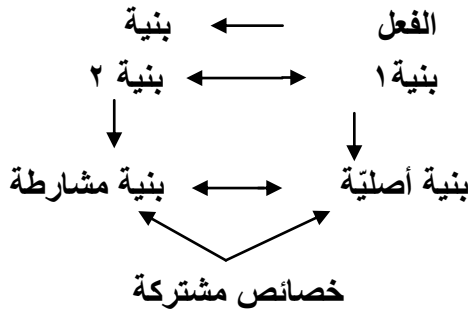 الفعل بنية
بنية١ بنية ٢
بنية أصليّة بنية مشارطة
خصائص مشتركة